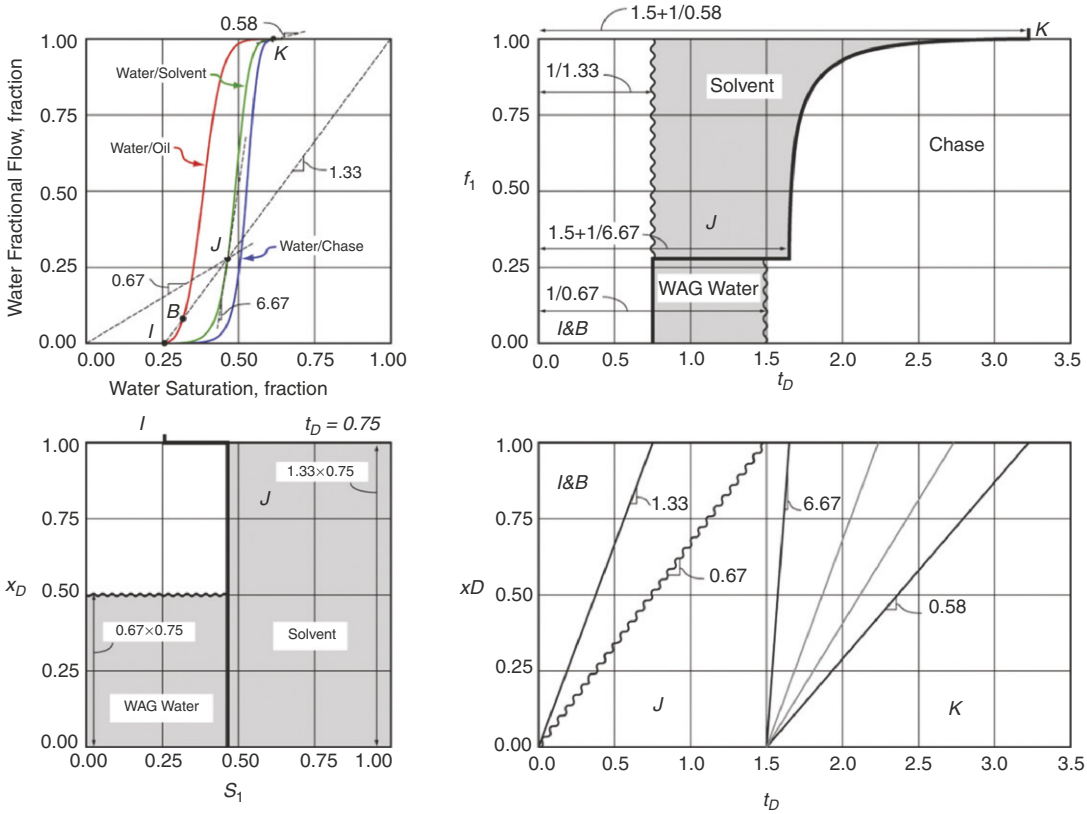 0.58
1.00
K
Water/Solvent
0.75
Water/Oil
0.50
1.33
J
Water/Chase
0.25
0.67
B
6.67
I
0.00
0.00 0.25 0.50 0.75 1.00
Water Saturation, fraction
Water Fractional Flow, fraction
1.5+1/0.58
K
1.00
1/1.33
Solvent
0.75
Chase
f1
0.50
J
1.5+1/6.67
0.25
WAG Water
1/0.67
I&B
0.00
0.0 0.5 1.0 1.5 2.0 2.5 3.0 3.5
tD
I
tD = 0.75
1.00
1.33×0.75
J
0.75
xD
0.50
0.67×0.75
Solvent
0.25
WAG Water
0.00
0.00 0.25 0.50 0.75 1.00
S1
1.00
I&B
1.33
6.67
0.75
0.67
xD
0.50
0.58
0.25
J
K
0.00
0.0 0.5 1.0 1.5 2.0 2.5 3.0 3.5
tD